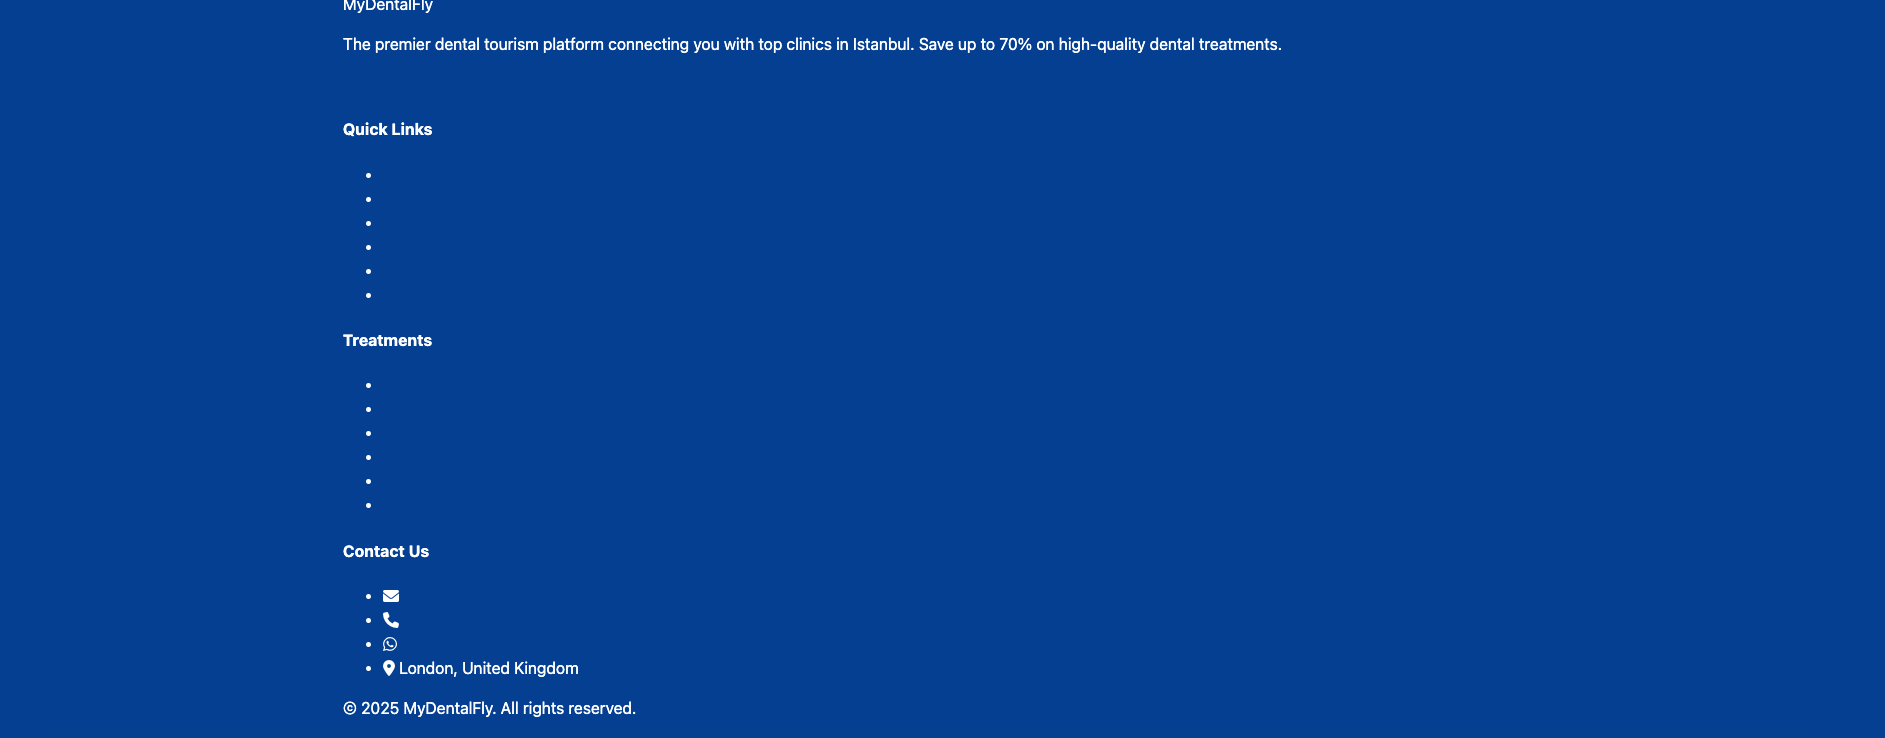 MyDentalFly
The premier dental tourism platform connecting you with top clinics in Istanbul. Save up to 70% on high-quality dental treatments.
Quick Links
Treatments
Contact Us
London, United Kingdom
© 2025 MyDentalFly. All rights reserved.